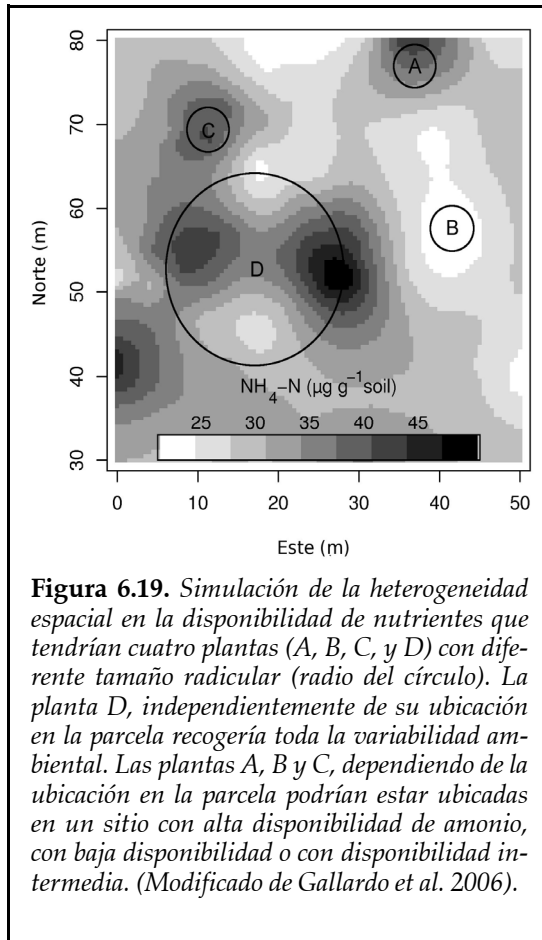 80
70
60
50
40
30
Norte (m)
A
C
B
D
NH4−N (µg g−1soil)
25 30 35 40 45
0 10 20 30 40 50
Este (m)
Figura 6.19. Simulación de la heterogeneidad
espacial en la disponibilidad de nutrientes que
tendrían cuatro plantas (A, B, C, y D) con dife-
rente tamaño radicular (radio del círculo). La
planta D, independientemente de su ubicación
en la parcela recogería toda la variabilidad am-
biental. Las plantas A, B y C, dependiendo de la
ubicación en la parcela podrían estar ubicadas
en un sitio con alta disponibilidad de amonio,
con baja disponibilidad o con disponibilidad in-
termedia. (Modificado de Gallardo et al. 2006).